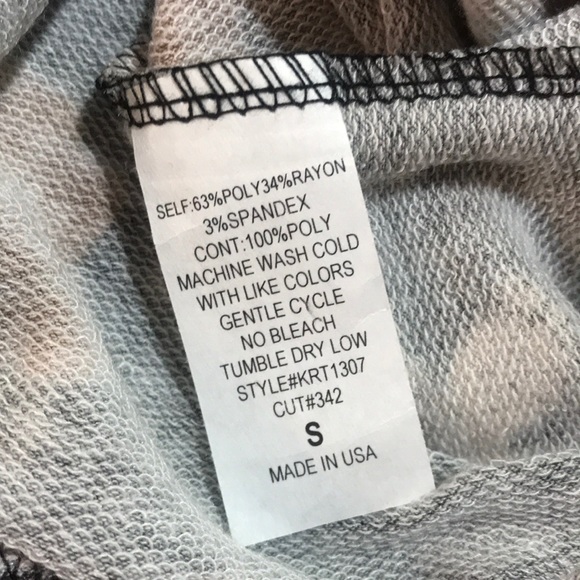 SELF:63%POLY34%RAYON
3%SPANDEX
CONT:100%POLY
MACHINE WASH COLD
WITH LIKE COLORS
GENTLE CYCLE
NO BLEACH
TUMBLE DRY LOW
STYLE#KRT1307
CUT#342
S
MADE IN USA